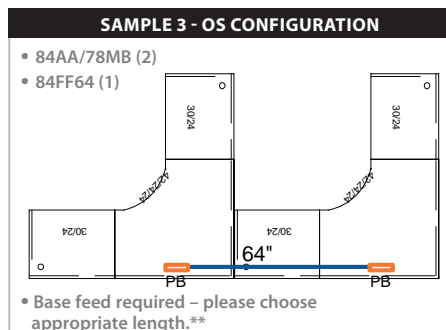 SAMPLE 3 - OS CONFIGURATION
• 84AA/78MB (2)
• 84FF64 (1)
30/24
30/24
42/24/24
42/24/24
30/24
30/24
64"
PB
PB
• Base feed required – please choose
appropriate length.**